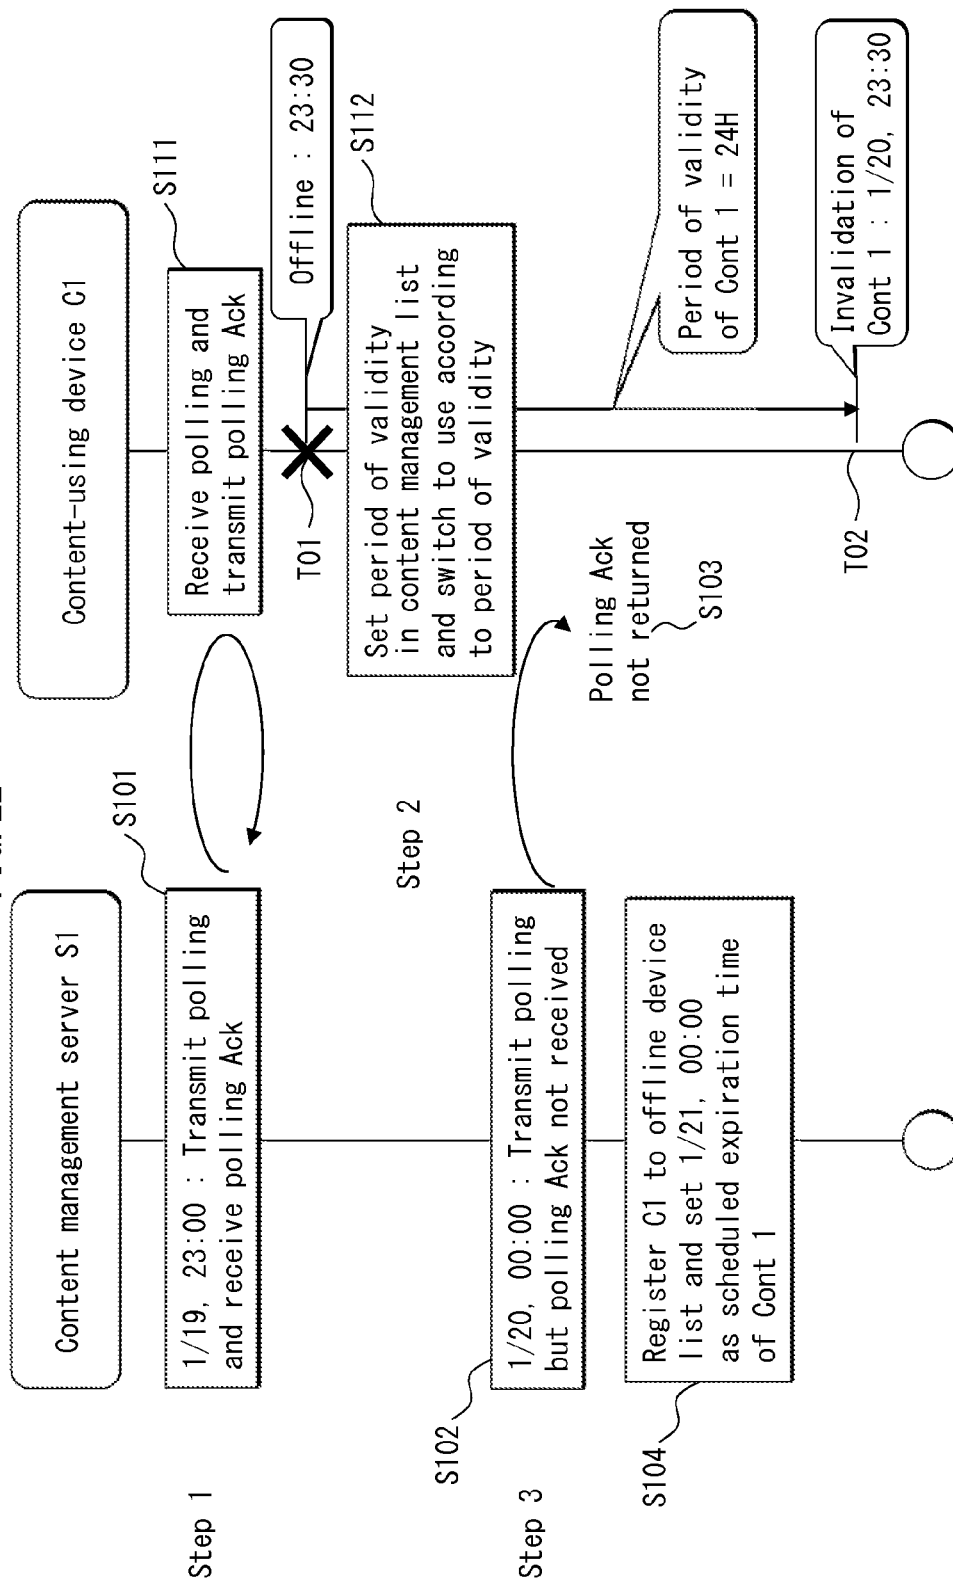 Content management server S1
Content-using device C1
Step 1
S101
1/19, 23:00 : Transmit polling
and receive polling Ack
S111
Receive polling and
transmit polling Ack
T01
Offline : 23:30
Step 2
S112
Set period of validity
in content management list
and switch to use according
to period of validity
Step 3
S102
1/20, 00:00 : Transmit polling
but polling Ack not received
Polling Ack
not returned
S103
Period of validity
of Cont 1 = 24H
S104
Register C1 to offline device
list and set 1/21, 00:00
as scheduled expiration time
of Cont 1
T02
Invalidation of
Cont 1 : 1/20, 23:30